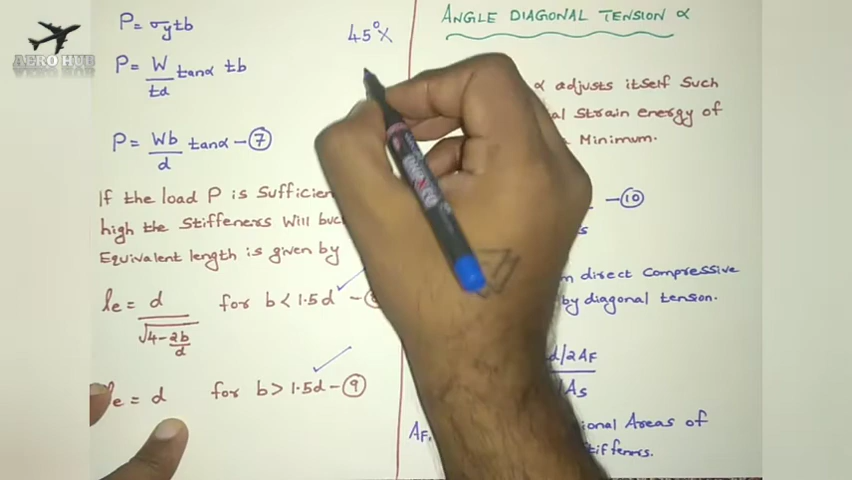 AERO HUB
P = σy t b
P = W/td tanα tb
P = Wb/d tanα – ⑦
If the load P is Sufficien
high the Stiffeners Will buc
Equivalent length is given by
le = d/√(4 – 2b/d) for b < 1.5d –
le = d for b > 1.5d – ⑨
45° X
ANGLE DIAGONAL TENSION α
α adjusts itself Such
al Strain energy of
Minimum.
– ⑩
direct Compressive
by diagonal tension.
d/2AF
/AS
AF
ional Areas of
tiffeners.